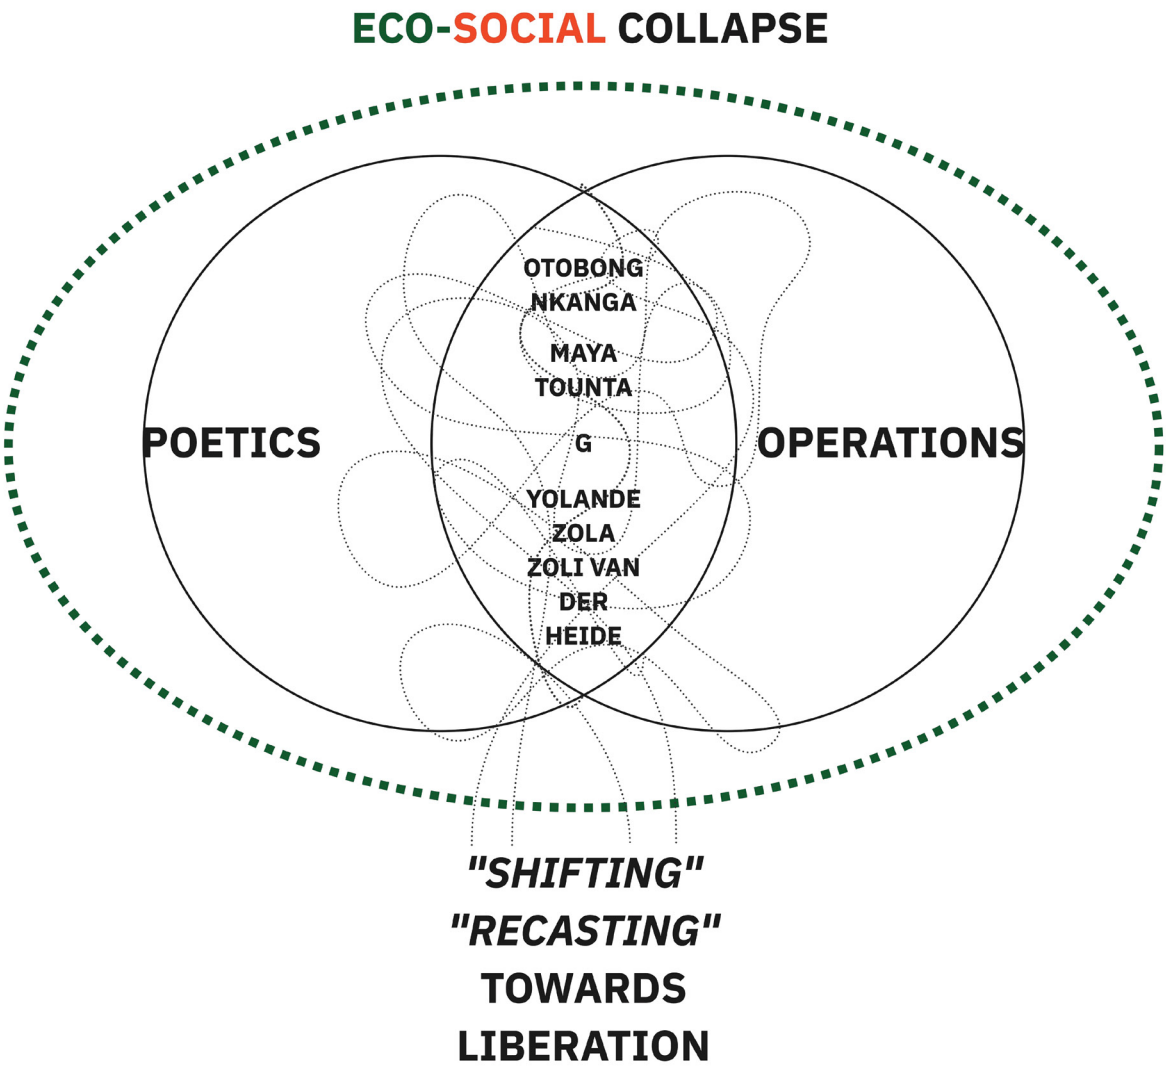 ECO-SOCIAL COLLAPSE
OTOBONG
NKANGA
MAYA
TOUNTA
POETICS
G
OPERATIONS
YOLANDE
ZOLA
ZOLI VAN
DER
HEIDE
"SHIFTING"
"RECASTING"
TOWARDS
LIBERATION